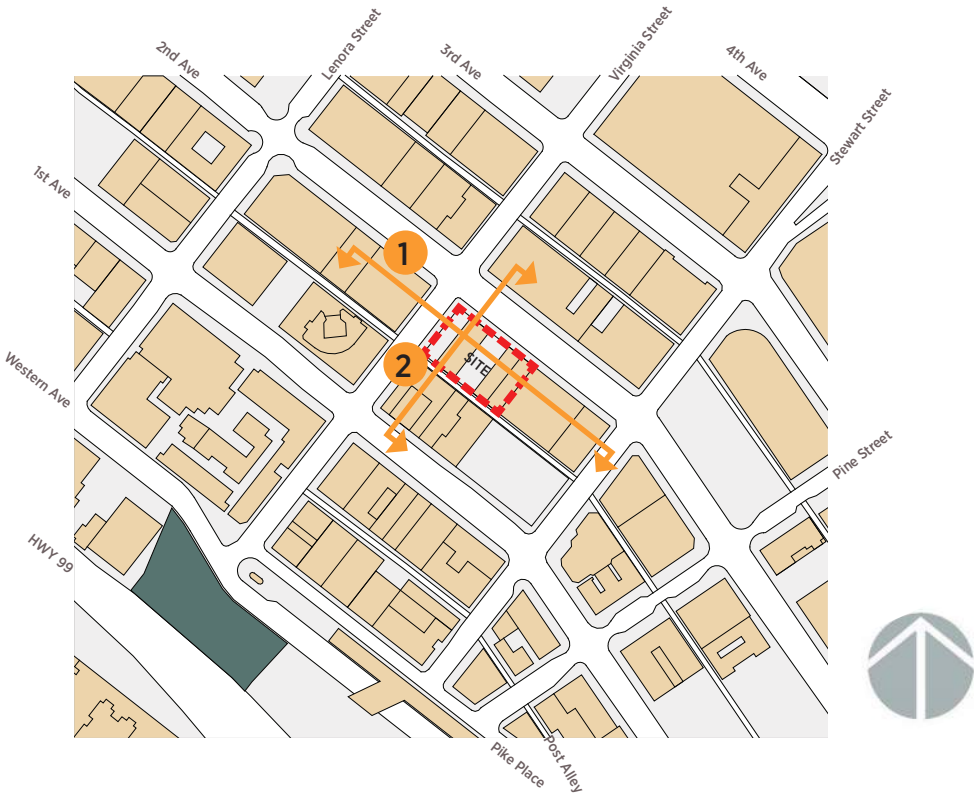 2nd Ave
Lenora Street
3rd Ave
Virginia Street
4th Ave
Stewart Street
1st Ave
1
2
SITE
Western Ave
Pine Street
HWY 99
Pike Place
Post Alley